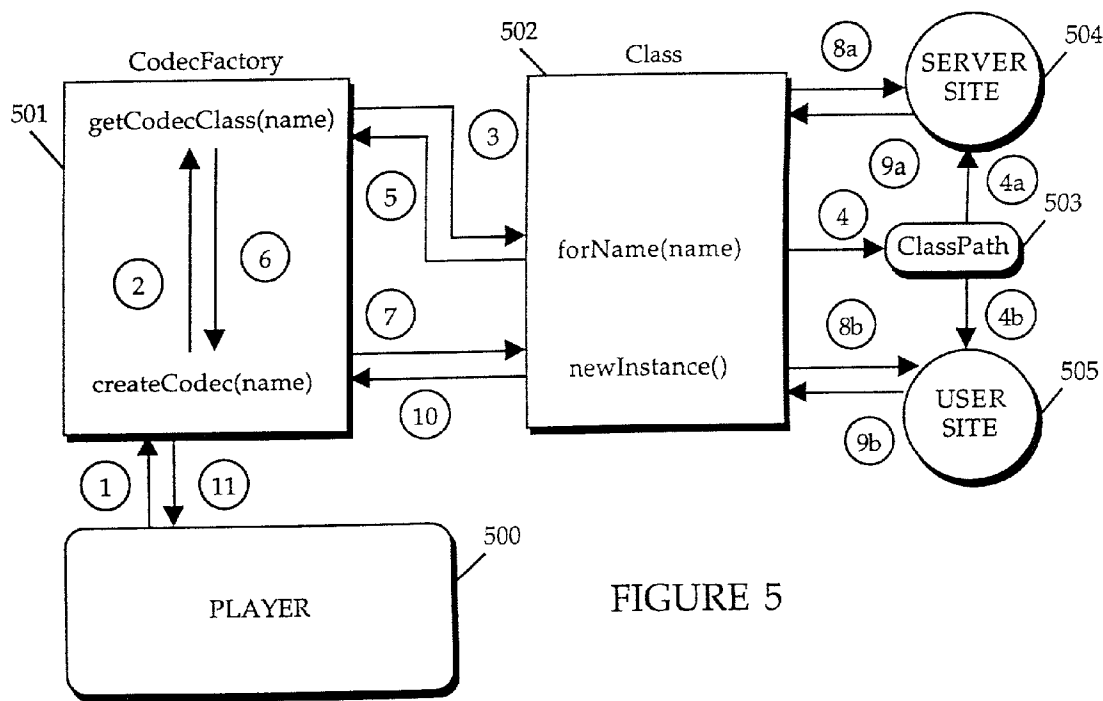 502
504
CodecFactory
Class
8a
SERVER
SITE
501
getCodecClass(name)
3
9a
4a
5
4
503
ClassPath
forName(name)
2
6
7
8b
4b
createCodec(name)
newInstance()
10
USER
SITE
505
9b
1
11
500
PLAYER
FIGURE 5